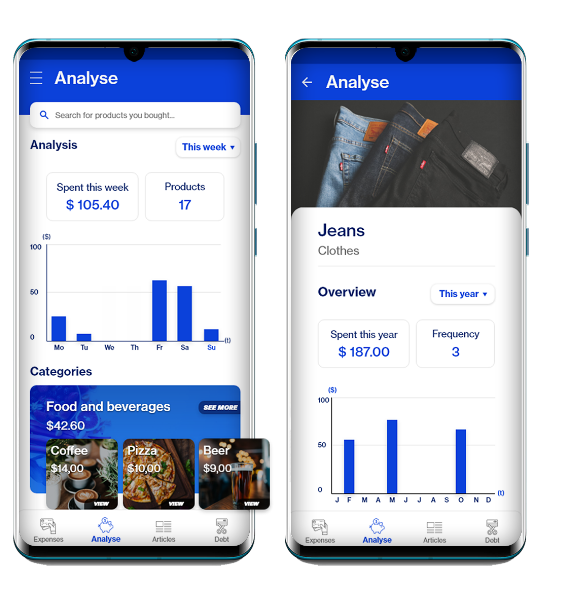 Analyse
Search for products you bought...
Analysis
This week
Spent this week
$ 105.40
Products
17
($)
100
50
0
Mo Tu We Th Fr Sa Su
(t)
Categories
Food and beverages
SEE MORE
$42.60
Coffee
$14,00
VIEW
Pizza
$10,00
VIEW
Beer
$9,00
VIEW
Expenses Analyse Articles Debt
Analyse
Jeans
Clothes
Overview
This year
Spent this year
$ 187.00
Frequency
3
($)
100
50
0
J F M A M J J A S O N D
(t)
Expenses Analyse Articles Debt